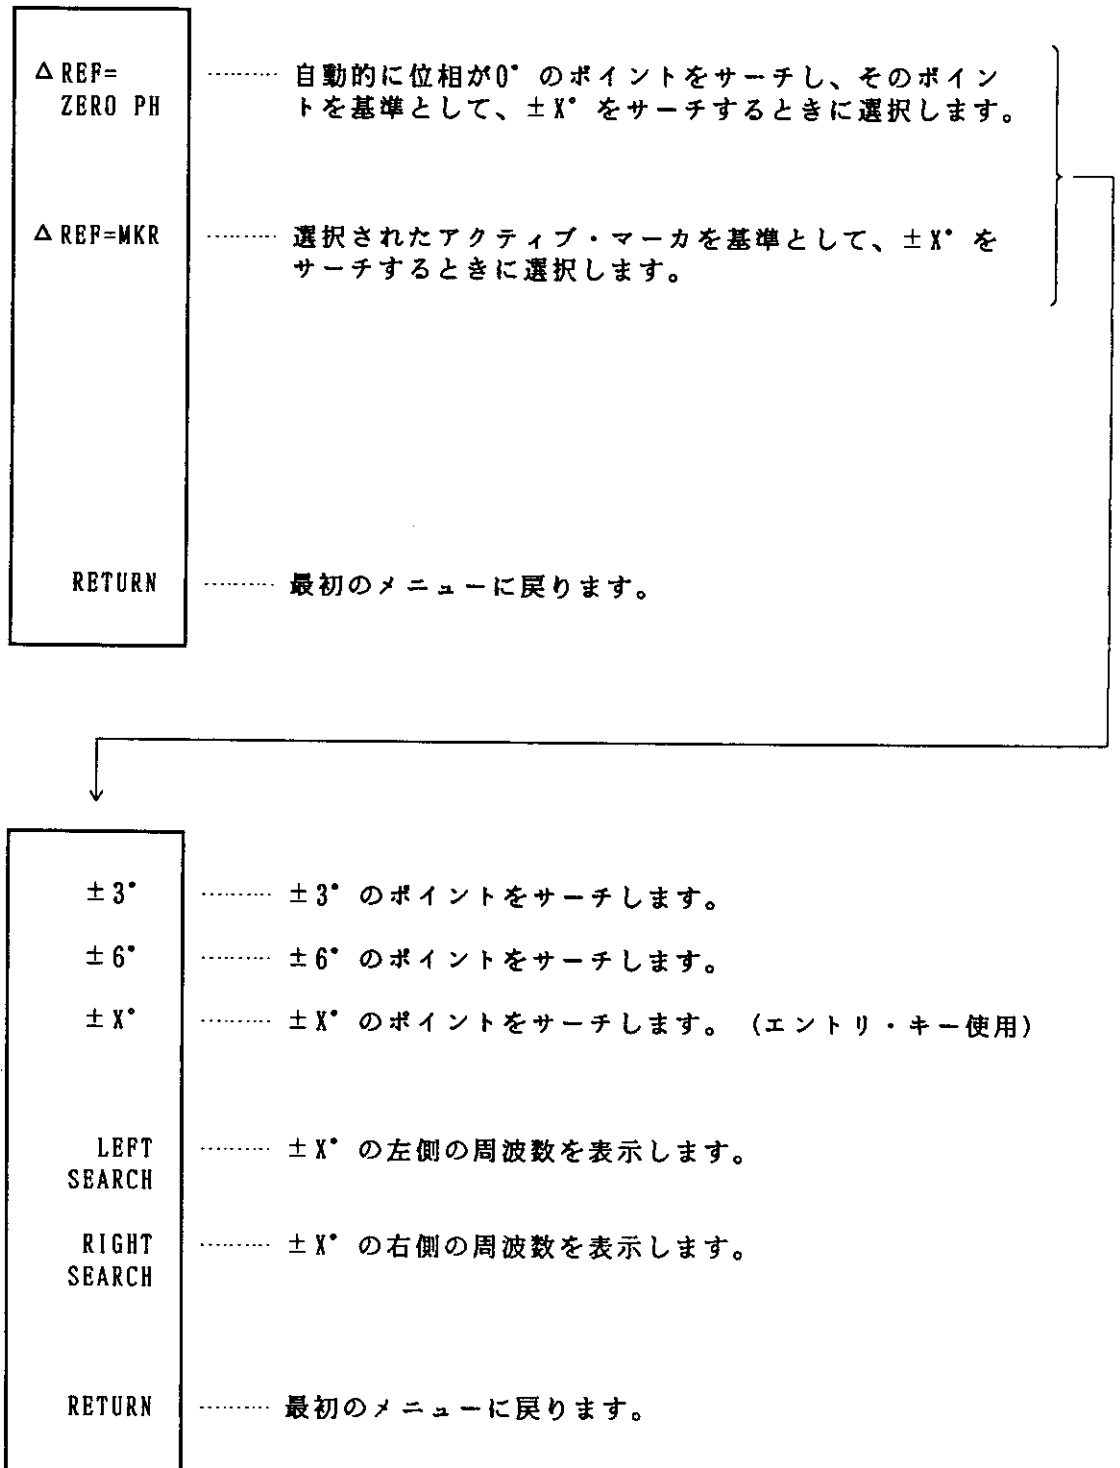 △REF= ……… 自動的に位相が0°のポイントをサーチし、そのポイン
ZERO PH トを基準として、±X°をサーチするときに選択します。
△REF=MKR ……… 選択されたアクティブ・マーカを基準として、±X°を
サーチするときに選択します。
RETURN ……… 最初のメニューに戻ります。
±3° ……… ±3°のポイントをサーチします。
±6° ……… ±6°のポイントをサーチします。
±X° ……… ±X°のポイントをサーチします。(エントリ・キー使用)
LEFT ……… ±X°の左側の周波数を表示します。
SEARCH
RIGHT ……… ±X°の右側の周波数を表示します。
SEARCH
RETURN ……… 最初のメニューに戻ります。